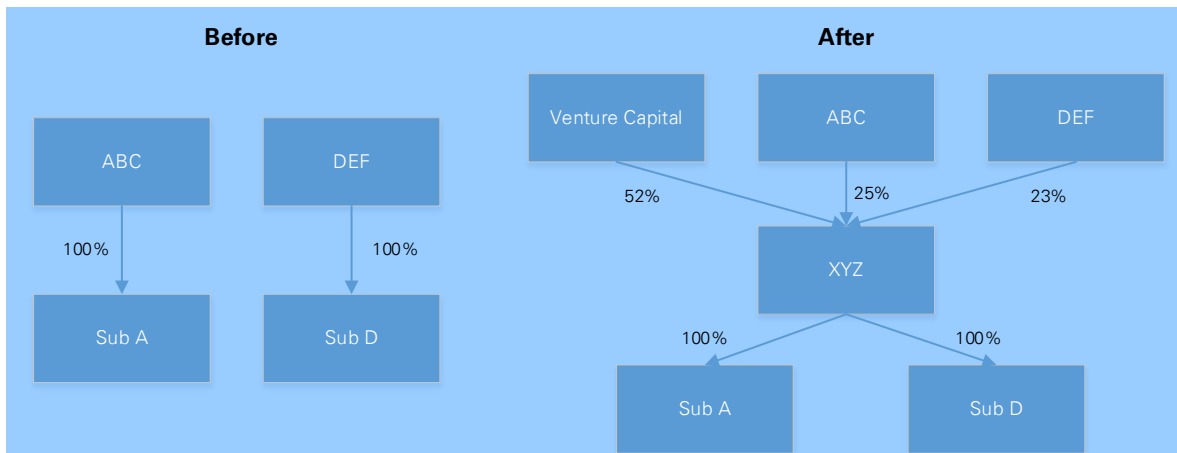 Before
ABC
DEF
100%
100%
Sub A
Sub D
After
Venture Capital
ABC
DEF
52%
25%
23%
XYZ
100%
100%
Sub A
Sub D